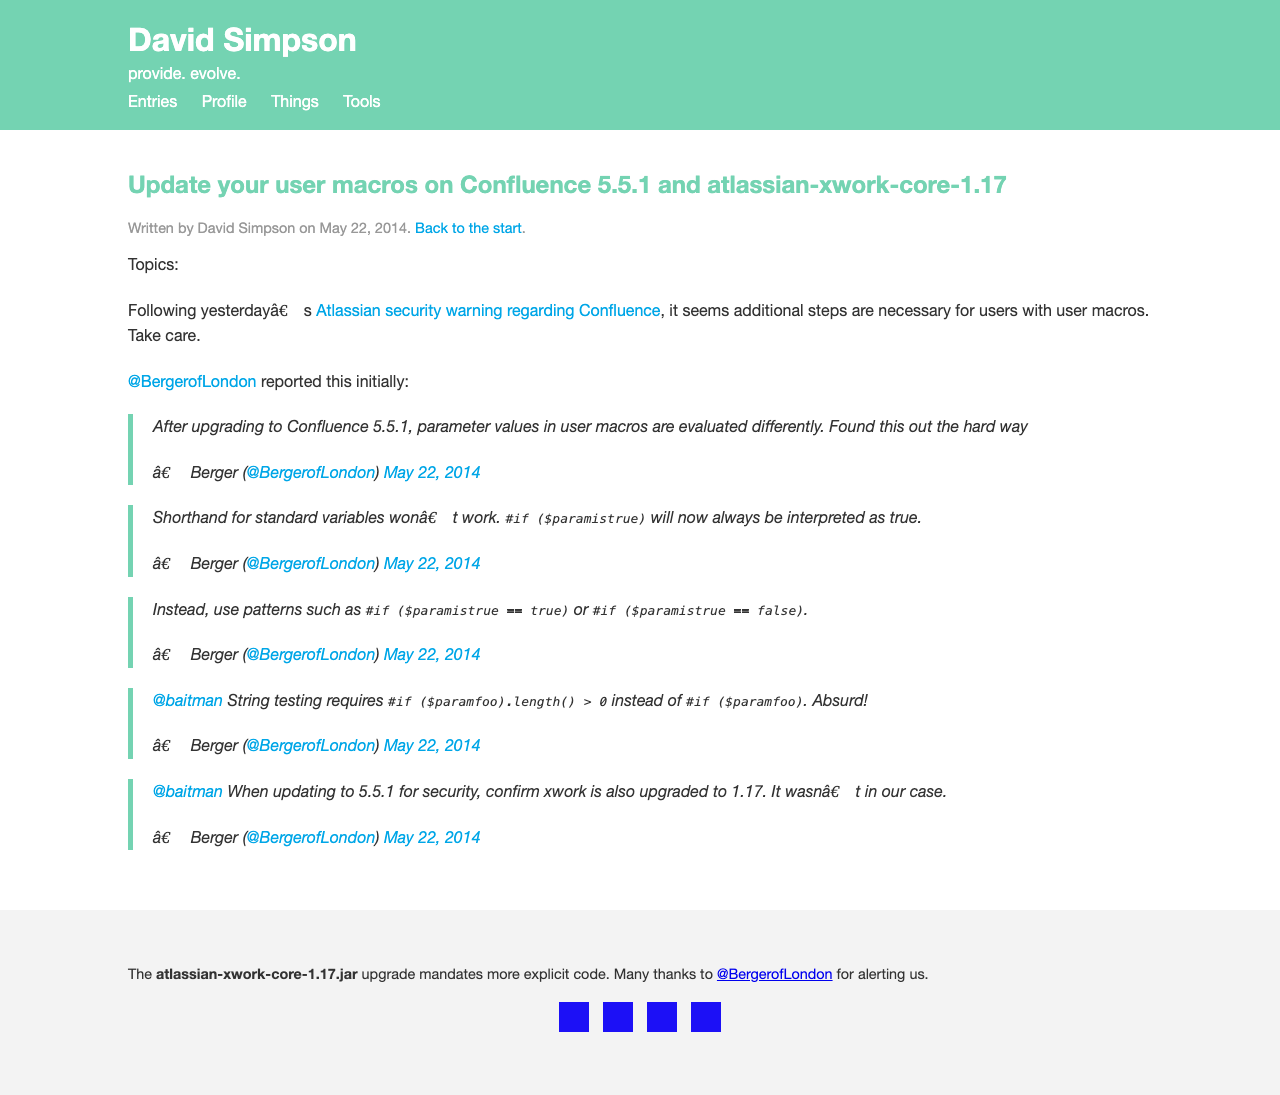 David Simpson
provide. evolve.
Entries Profile Things Tools
Update your user macros on Confluence 5.5.1 and atlassian-xwork-core-1.17
Written by David Simpson on May 22, 2014. Back to the start.
Topics:
Following yesterdayâ€ s Atlassian security warning regarding Confluence, it seems additional steps are necessary for users with user macros.
Take care.
@BergerofLondon reported this initially:
After upgrading to Confluence 5.5.1, parameter values in user macros are evaluated differently. Found this out the hard way
â€ Berger (@BergerofLondon) May 22, 2014
Shorthand for standard variables wonâ€ t work. #if ($paramistrue) will now always be interpreted as true.
â€ Berger (@BergerofLondon) May 22, 2014
Instead, use patterns such as #if ($paramistrue == true) or #if ($paramistrue == false).
â€ Berger (@BergerofLondon) May 22, 2014
@baitman String testing requires #if ($paramfoo).length() > 0 instead of #if ($paramfoo). Absurd!
â€ Berger (@BergerofLondon) May 22, 2014
@baitman When updating to 5.5.1 for security, confirm xwork is also upgraded to 1.17. It wasnâ€ t in our case.
â€ Berger (@BergerofLondon) May 22, 2014
The atlassian-xwork-core-1.17.jar upgrade mandates more explicit code. Many thanks to @BergerofLondon for alerting us.